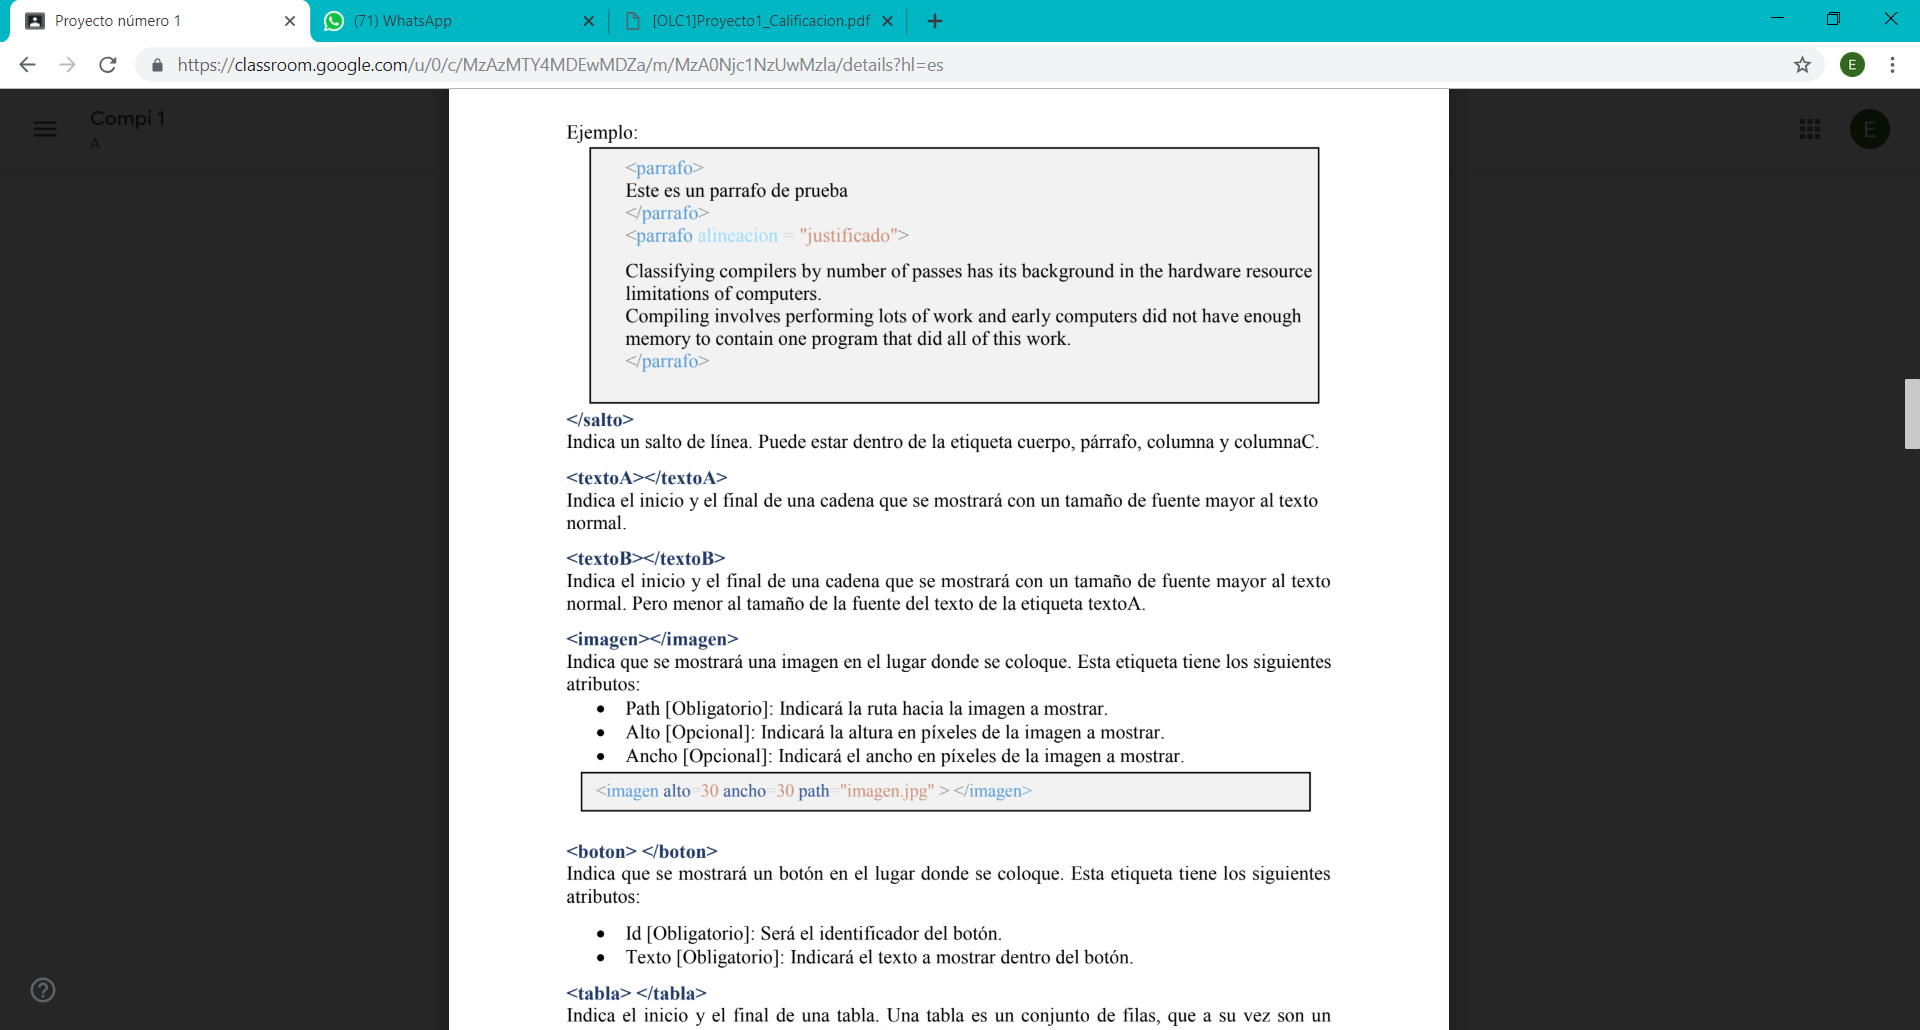 Proyecto número 1
(71) WhatsApp
[OLC1]Proyecto1_Calificacion.pdf
https://classroom.google.com/u/0/c/MzAzMTY4MDEwMDZa/m/MzA0Njc1NzUwMzla/details?hl=es
E
Compi 1
A
E
Ejemplo:
<parrafo>
Este es un parrafo de prueba
</parrafo>
<parrafo alineacion = "justificado">
Classifying compilers by number of passes has its background in the hardware resource
limitations of computers.
Compiling involves performing lots of work and early computers did not have enough
memory to contain one program that did all of this work.
</parrafo>
</salto>
Indica un salto de línea. Puede estar dentro de la etiqueta cuerpo, párrafo, columna y columnaC.
<textoA></textoA>
Indica el inicio y el final de una cadena que se mostrará con un tamaño de fuente mayor al texto
normal.
<textoB></textoB>
Indica el inicio y el final de una cadena que se mostrará con un tamaño de fuente mayor al texto
normal. Pero menor al tamaño de la fuente del texto de la etiqueta textoA.
<imagen></imagen>
Indica que se mostrará una imagen en el lugar donde se coloque. Esta etiqueta tiene los siguientes
atributos:
• Path [Obligatorio]: Indicará la ruta hacia la imagen a mostrar.
• Alto [Opcional]: Indicará la altura en píxeles de la imagen a mostrar.
• Ancho [Opcional]: Indicará el ancho en píxeles de la imagen a mostrar.
<imagen alto=30 ancho=30 path="imagen.jpg" > </imagen>
<boton> </boton>
Indica que se mostrará un botón en el lugar donde se coloque. Esta etiqueta tiene los siguientes
atributos:
• Id [Obligatorio]: Será el identificador del botón.
• Texto [Obligatorio]: Indicará el texto a mostrar dentro del botón.
<tabla> </tabla>
Indica el inicio y el final de una tabla. Una tabla es un conjunto de filas, que a su vez son un